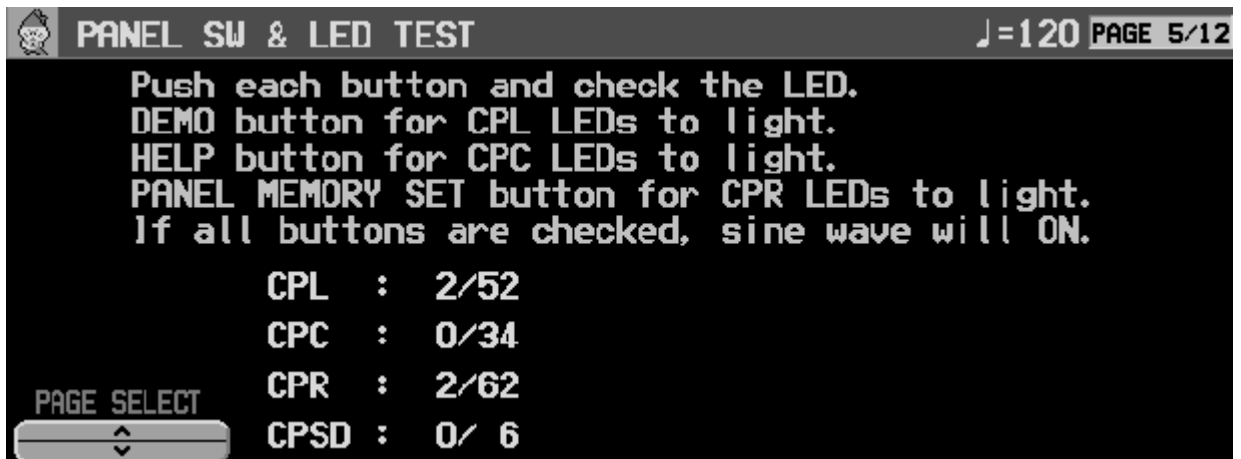 PANEL SW & LED TEST ♩=120 PAGE 5/12
Push each button and check the LED.
DEMO button for CPL LEDs to light.
HELP button for CPC LEDs to light.
PANEL MEMORY SET button for CPR LEDs to light.
If all buttons are checked, sine wave will ON.
CPL : 2/52
CPC : 0/34
CPR : 2/62
PAGE SELECT
CPSD : 0/ 6